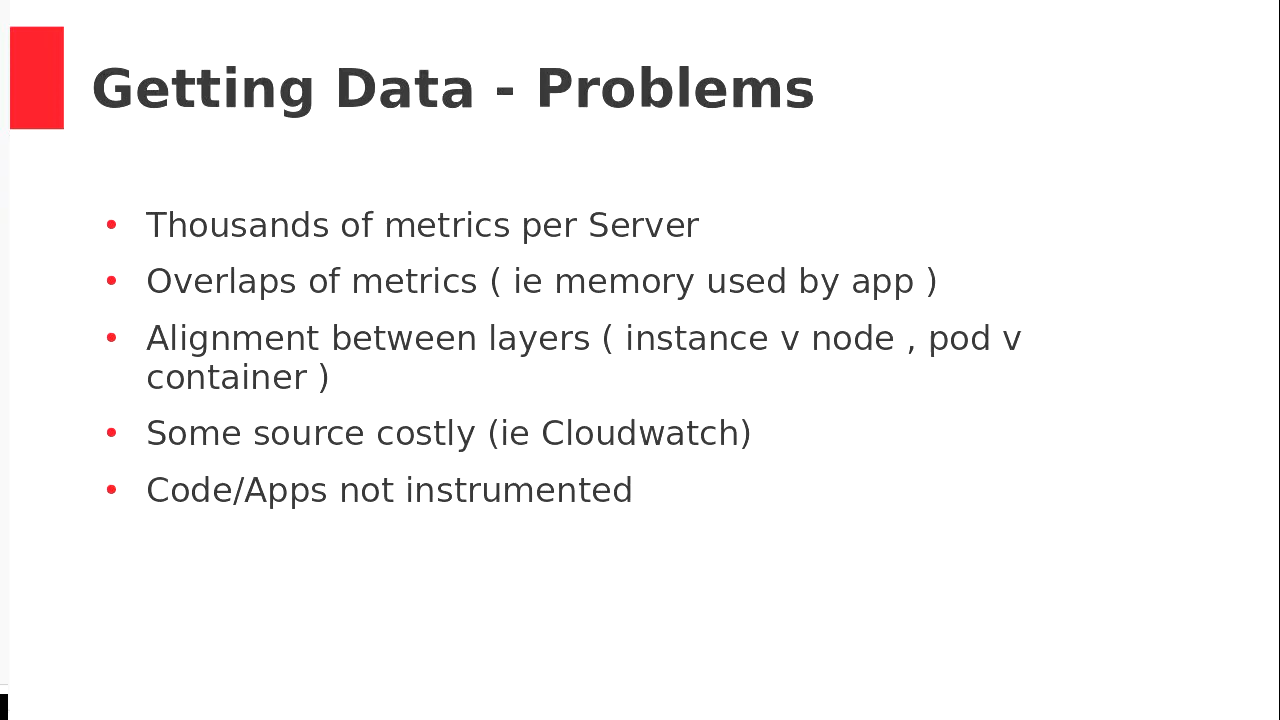 Getting Data - Problems
• Thousands of metrics per Server
• Overlaps of metrics ( ie memory used by app )
• Alignment between layers ( instance v node , pod v
container )
• Some source costly (ie Cloudwatch)
• Code/Apps not instrumented